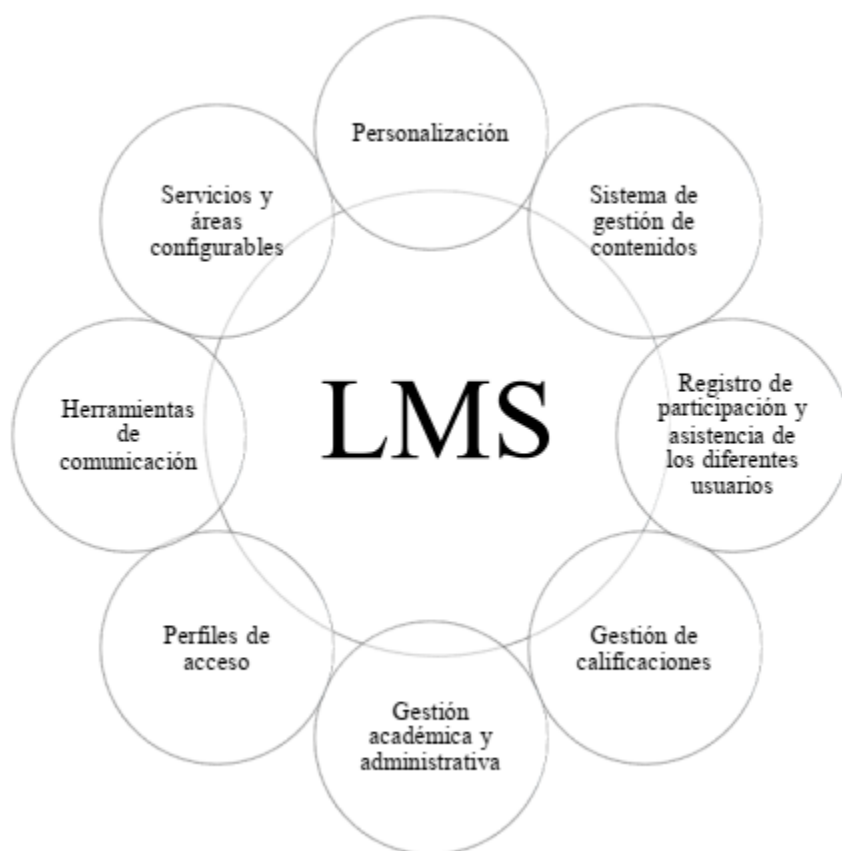 Personalización
Sistema de
gestión de
contenidos
Registro de
participación y
asistencia de
los diferentes
usuarios
Gestión de
calificaciones
Gestión
académica y
administrativa
Perfiles de
acceso
Herramientas
de
comunicación
Servicios y
áreas
configurables
LMS